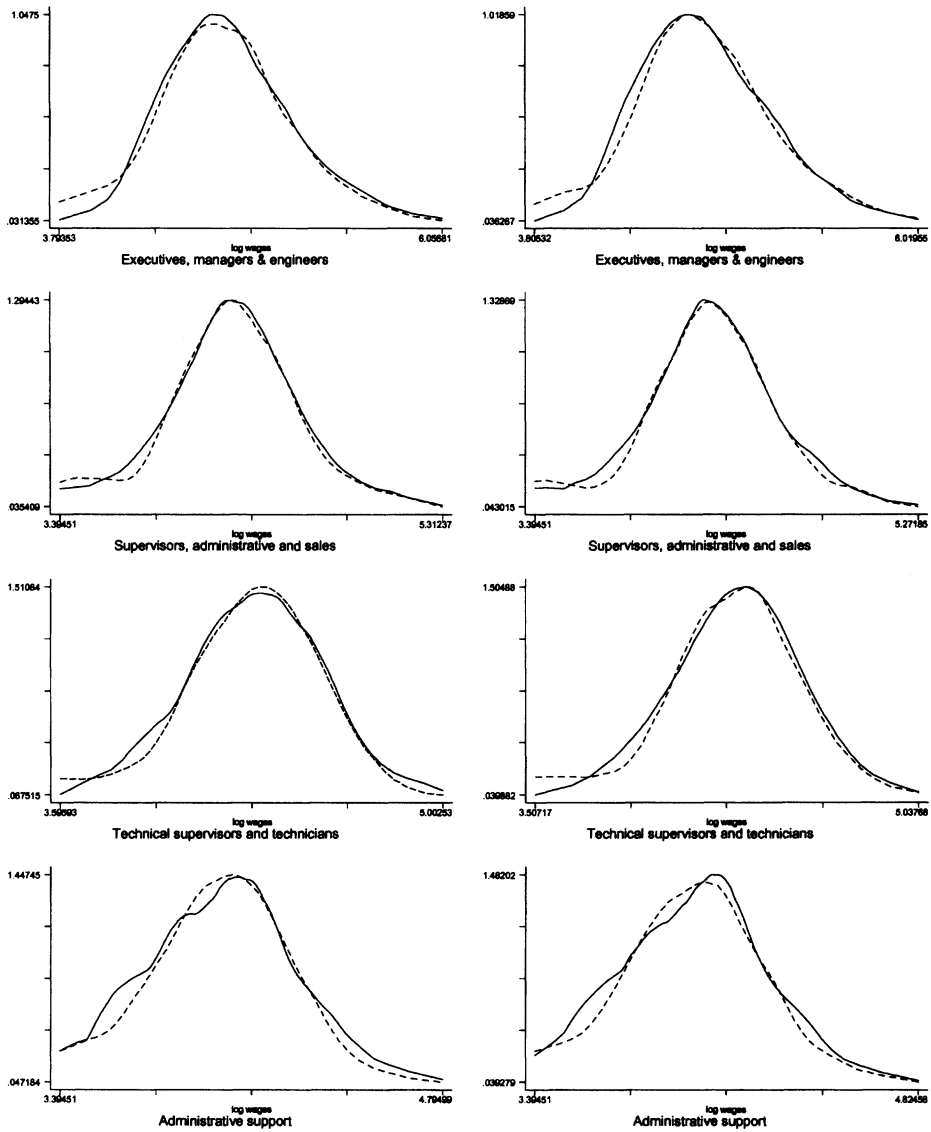 1.0475
.031355
3.79353
6.05681
log wages
Executives, managers & engineers
1.01859
.036267
3.80532
6.01955
log wages
Executives, managers & engineers
1.29443
.035409
3.39451
5.31237
log wages
Supervisors, administrative and sales
1.32869
.043015
3.39451
5.27185
log wages
Supervisors, administrative and sales
1.51084
.067515
3.59893
5.00253
log wages
Technical supervisors and technicians
1.50488
.039882
3.50717
5.03768
log wages
Technical supervisors and technicians
1.44745
.047184
3.39451
4.79499
log wages
Administrative support
1.48202
.039279
3.39451
4.82458
log wages
Administrative support